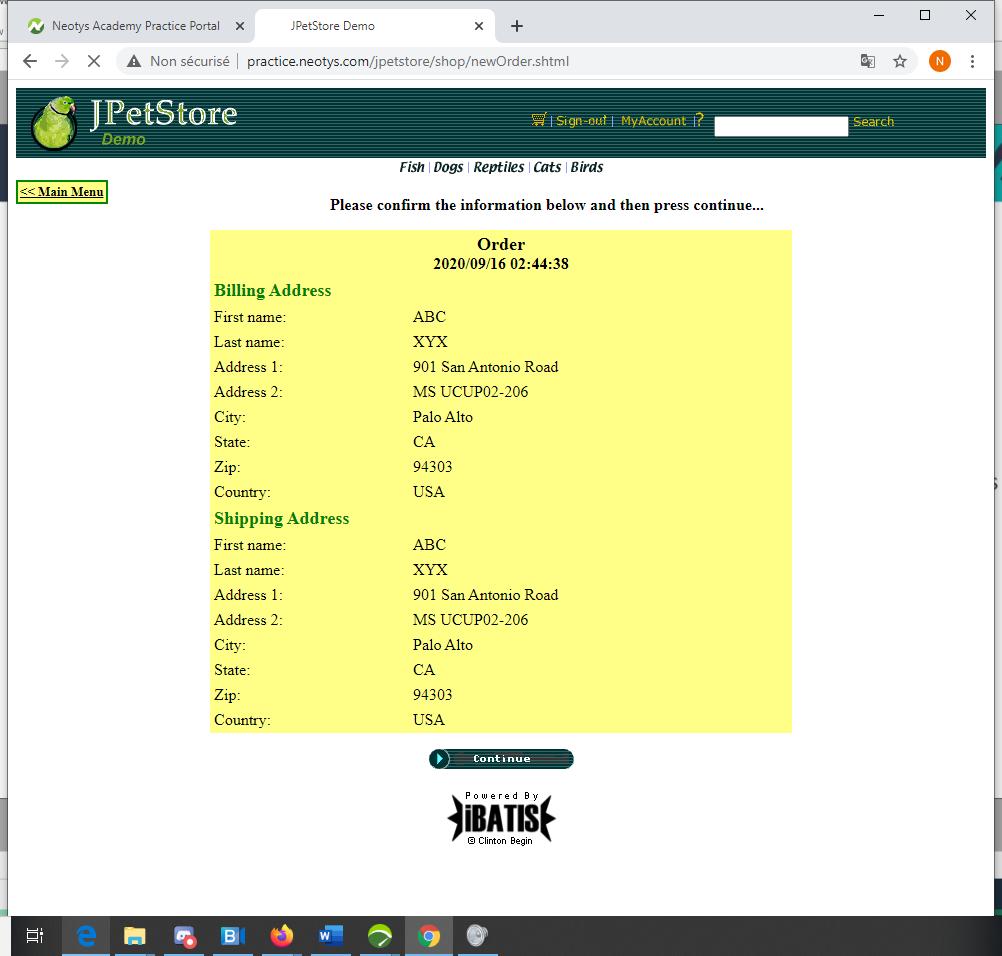 Neotys Academy Practice Portal
JPetStore Demo
Non sécurisé | practice.neotys.com/jpetstore/shop/newOrder.shtml
N
JPetStore
Demo
| Sign-out | MyAccount | ? Search
Fish | Dogs | Reptiles | Cats | Birds
<< Main Menu
Please confirm the information below and then press continue...
Order
2020/09/16 02:44:38
Billing Address
First name: ABC
Last name: XYX
Address 1: 901 San Antonio Road
Address 2: MS UCUP02-206
City: Palo Alto
State: CA
Zip: 94303
Country: USA
Shipping Address
First name: ABC
Last name: XYX
Address 1: 901 San Antonio Road
Address 2: MS UCUP02-206
City: Palo Alto
State: CA
Zip: 94303
Country: USA
Continue
Powered By
iBATIS
© Clinton Begin